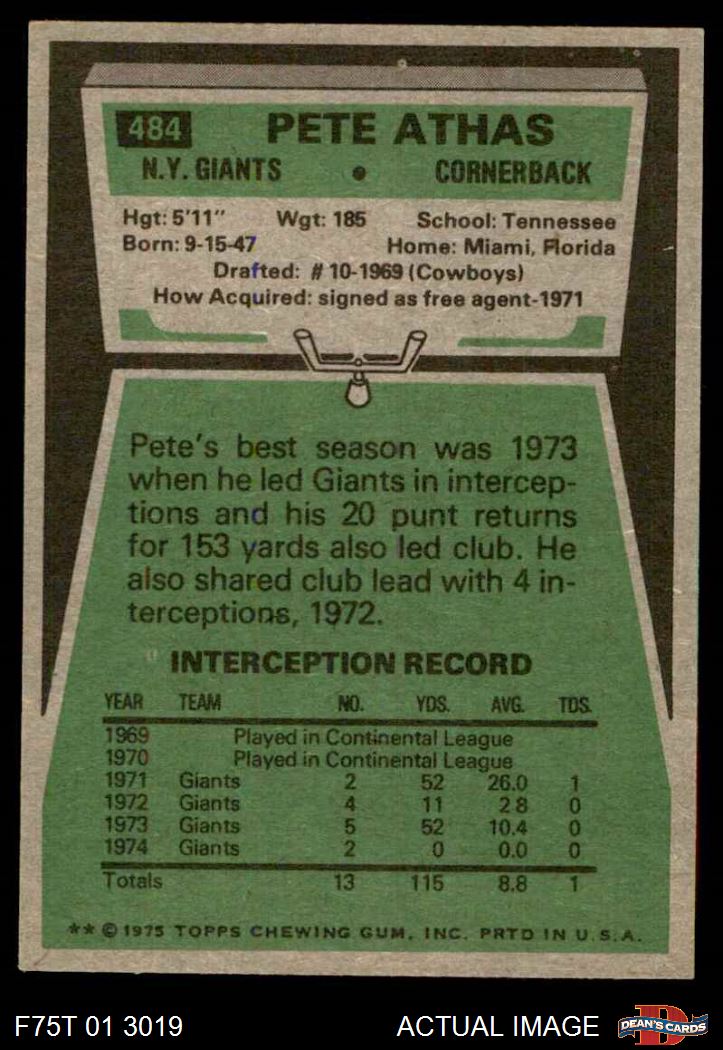 484 PETE ATHAS
N.Y. GIANTS • CORNERBACK
Hgt: 5'11" Wgt: 185 School: Tennessee
Born: 9-15-47 Home: Miami, Florida
Drafted: #10-1969 (Cowboys)
How Acquired: signed as free agent-1971
Pete's best season was 1973
when he led Giants in intercep-
tions and his 20 punt returns
for 153 yards also led club. He
also shared club lead with 4 in-
terceptions, 1972.
INTERCEPTION RECORD
YEAR TEAM NO. YDS. AVG. TDS.
1969 Played in Continental League
1970 Played in Continental League
1971 Giants 2 52 26.0 1
1972 Giants 4 11 2.8 0
1973 Giants 5 52 10.4 0
1974 Giants 2 0 0.0 0
Totals 13 115 8.8 1
** © 1975 TOPPS CHEWING GUM, INC. PRTD IN U.S.A.
F75T 01 3019 ACTUAL IMAGE D DEAN'S CARDS